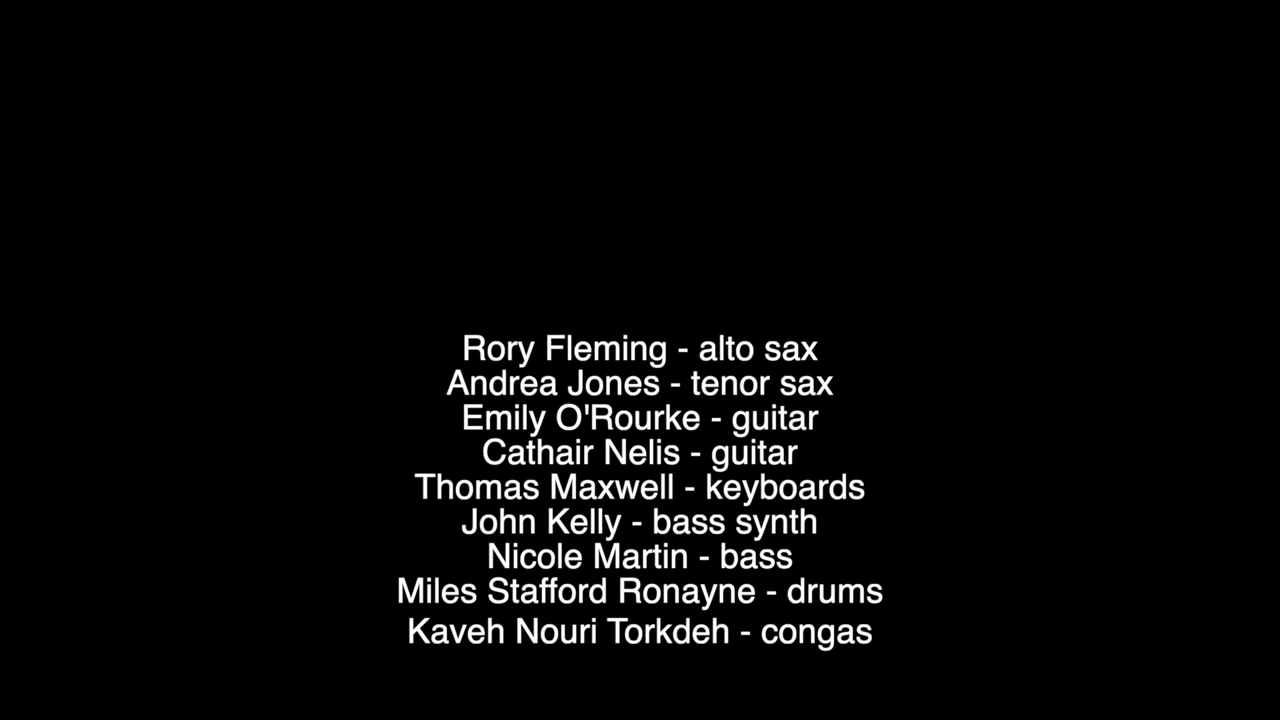 Rory Fleming - alto sax
Andrea Jones - tenor sax
Emily O'Rourke - guitar
Cathair Nelis - guitar
Thomas Maxwell - keyboards
John Kelly - bass synth
Nicole Martin - bass
Miles Stafford Ronayne - drums
Kaveh Nouri Torkdeh - congas